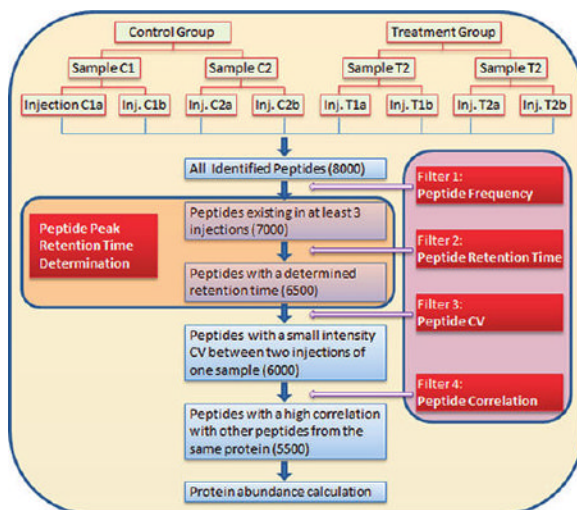 Control Group
Treatment Group
Sample C1
Sample C2
Sample T2
Sample T2
Injection C1a
Inj. C1b
Inj. C2a
Inj. C2b
Inj. T1a
Inj. T1b
Inj. T2a
Inj. T2b
All Identified Peptides (8000)
Filter 1:
Peptide Frequency
Peptide Peak
Retention Time
Determination
Peptides existing in at least 3
injections (7000)
Filter 2:
Peptide Retention Time
Peptides with a determined
retention time (6500)
Filter 3:
Peptide CV
Peptides with a small intensity
CV between two injections of
one sample (6000)
Filter 4:
Peptide Correlation
Peptides with a high correlation
with other peptides from the
same protein (5500)
Protein abundance calculation